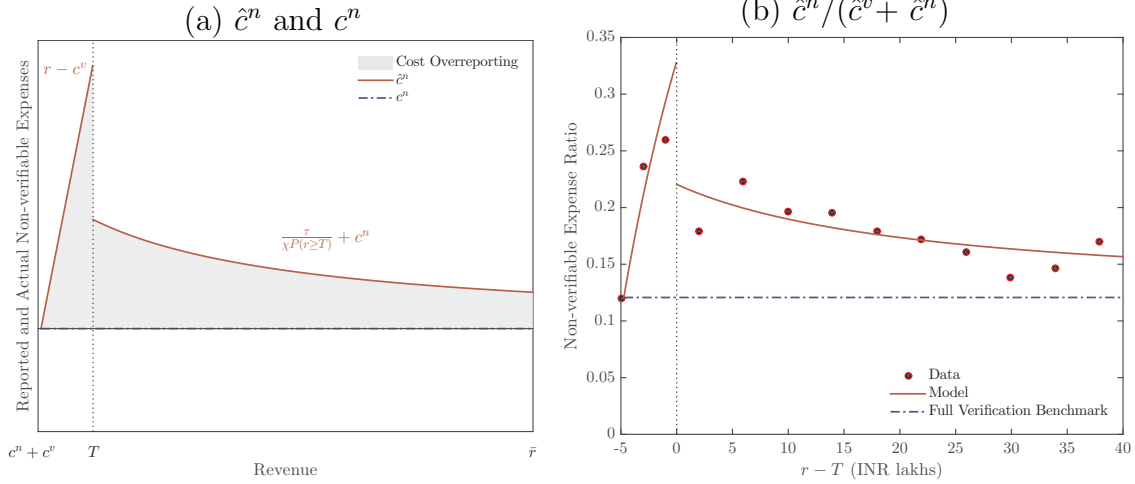 (a) ĉⁿ and cⁿ
Reported and Actual Non-verifiable Expenses
r − cᵛ
Cost Overreporting
ĉⁿ
cⁿ
τ/χP(r≥T) + cⁿ
cⁿ + cᵛ
T
r̄
Revenue
(b) ĉⁿ/(ĉᵛ + ĉⁿ)
Non-verifiable Expense Ratio
0.35
0.3
0.25
0.2
0.15
0.1
0.05
0
Data
Model
Full Verification Benchmark
-5 0 5 10 15 20 25 30 35 40
r − T (INR lakhs)